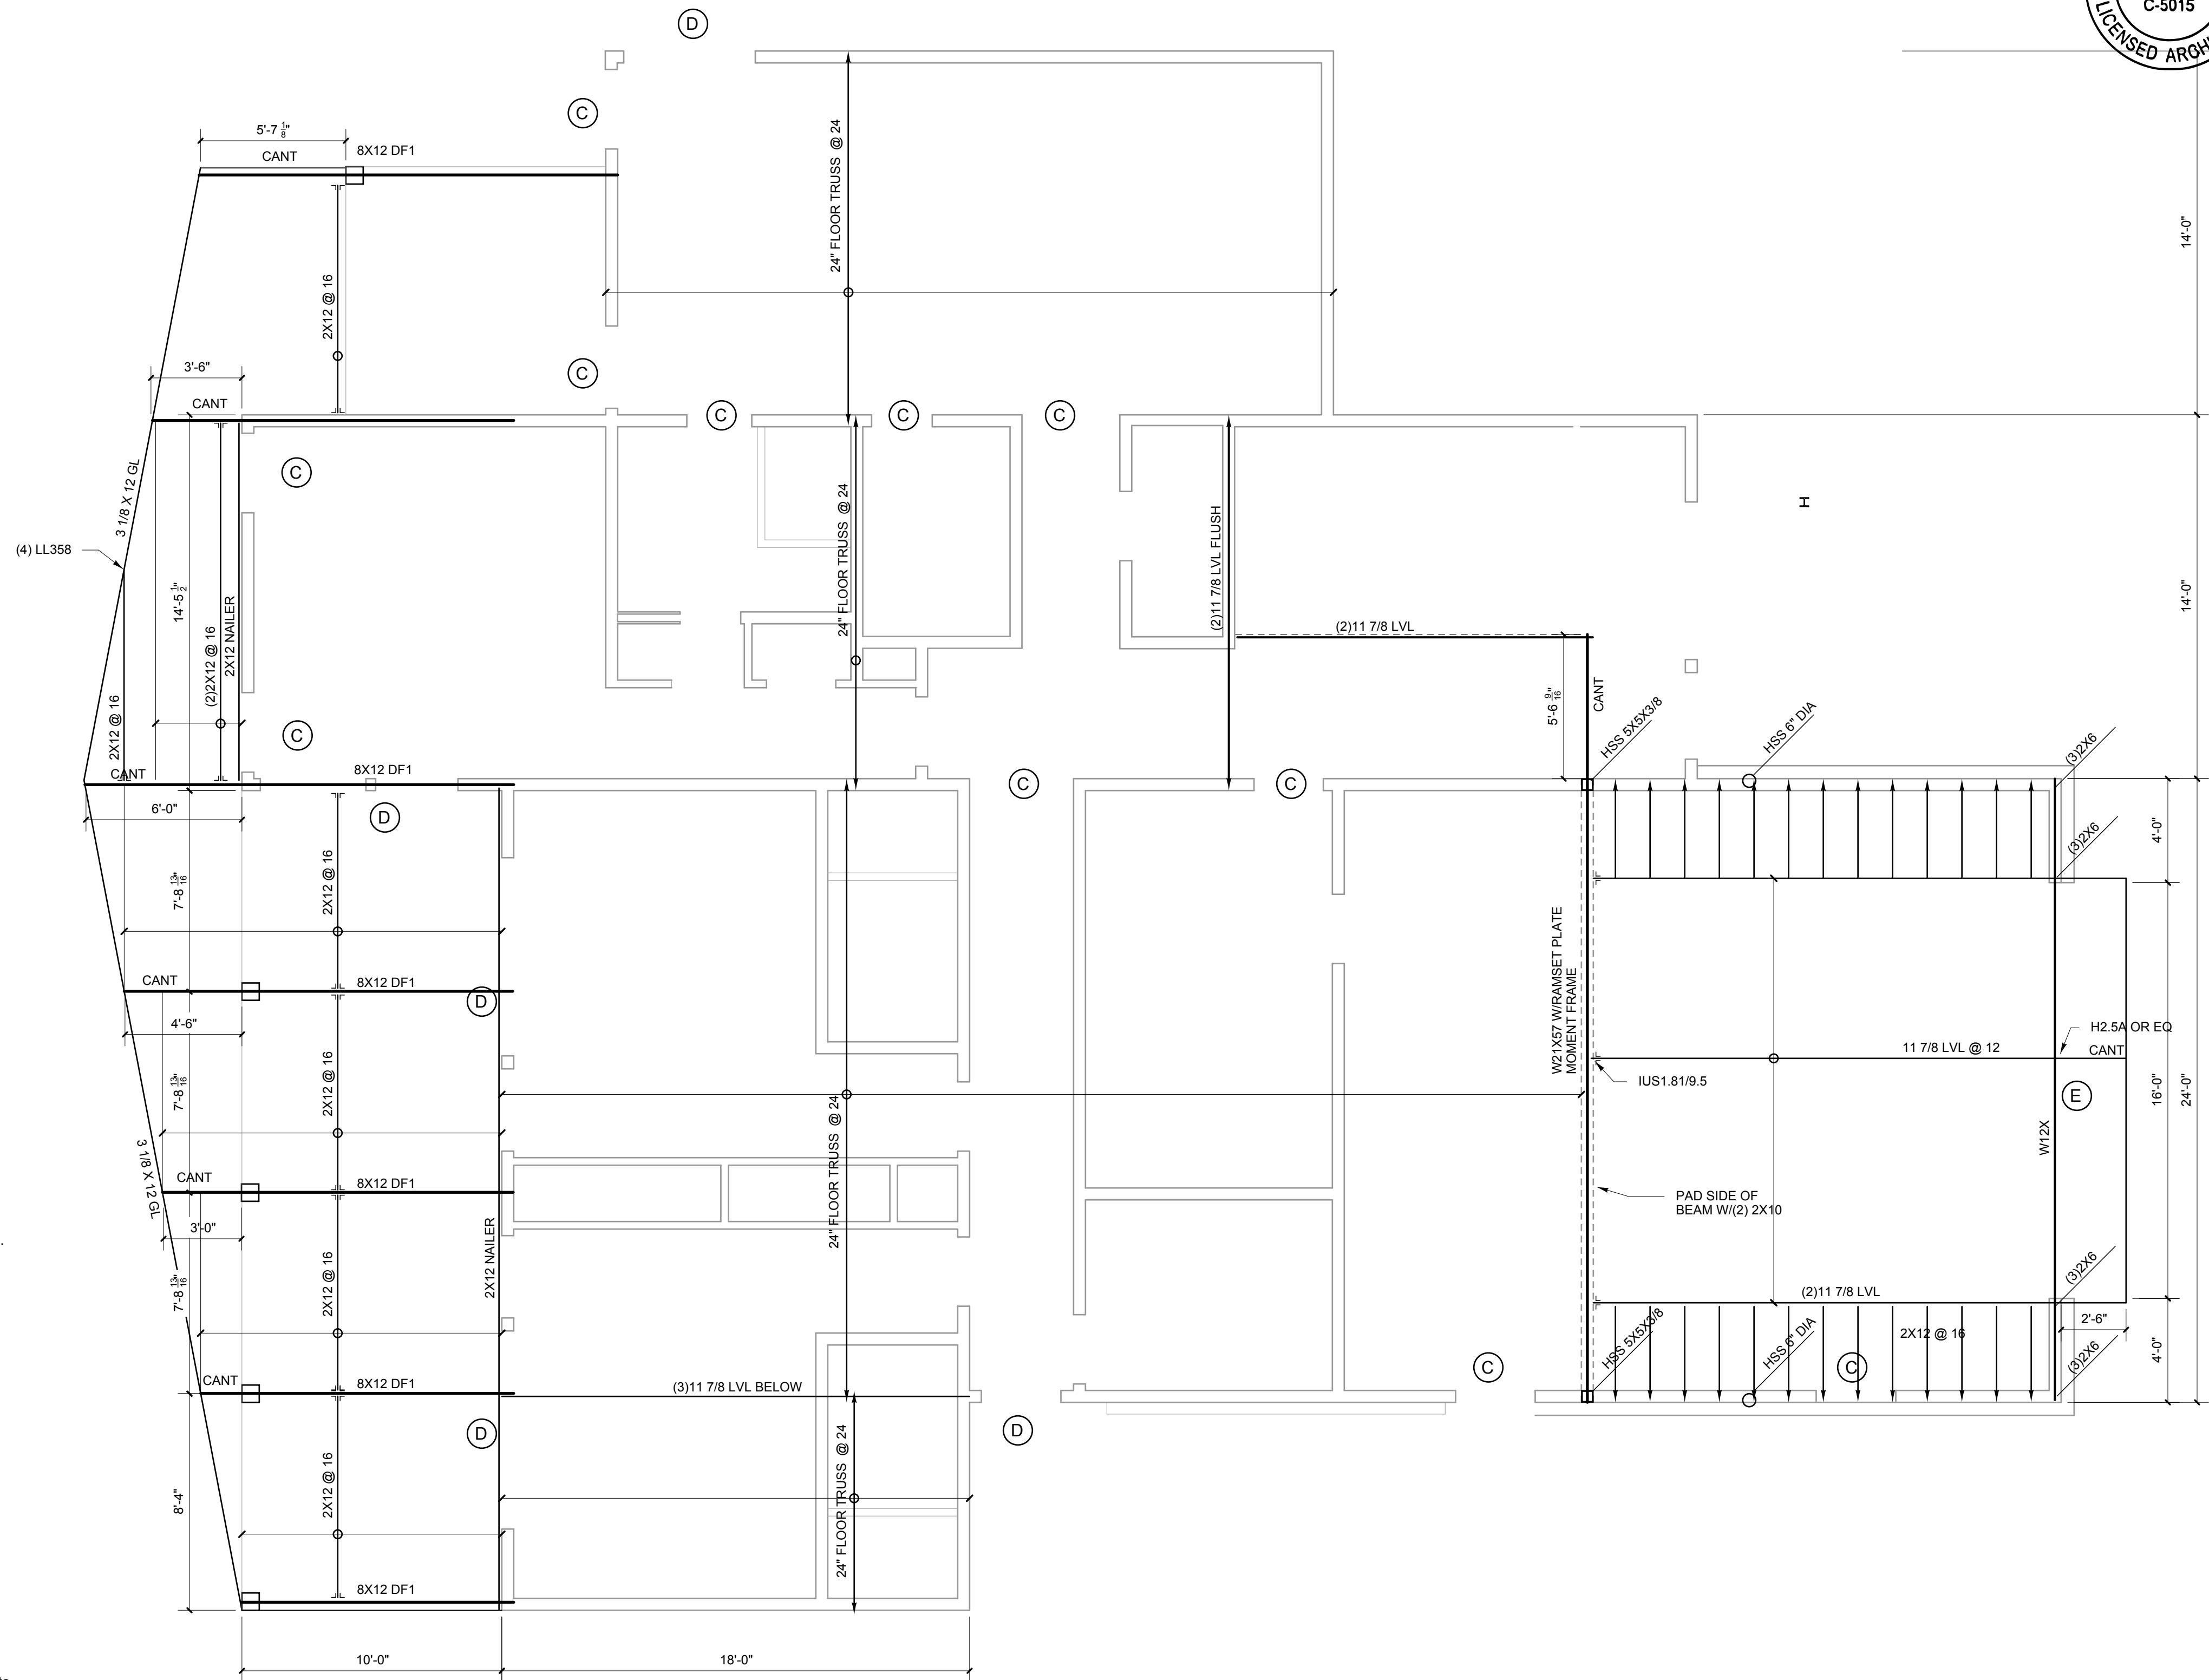 C-5015
LICENSED ARCHI
D
C
5'-7 1/8"
CANT
8X12 DF1
24" FLOOR TRUSS @ 24
14'-0"
2X12 @ 16
C
3'-6"
CANT
C
C
C
C
3 1/8 X 12 GL
(4) LL358
14'-5 1/2"
(2)2X12 @ 16
2X12 NAILER
2X12 @ 16
24" FLOOR TRUSS @ 24
(2)11 7/8 LVL FLUSH
H
14'-0"
(2)11 7/8 LVL
5'-6 9/16"
CANT
HSS 5X5X3/8
HSS 6" DIA
(3)2X6
C
CANT
8X12 DF1
C
C
6'-0"
D
7'-8 13/16"
2X12 @ 16
(3)2X6
4'-0"
W21X57 W/RAMSET PLATE
MOMENT FRAME
CANT
8X12 DF1
D
4'-6"
H2.5A OR EQ
11 7/8 LVL @ 12
CANT
IUS1.81/9.5
E
16'-0"
24'-0"
7'-8 13/16"
2X12 @ 16
24" FLOOR TRUSS @ 24
W12X
3 1/8 X 12 GL
CANT
8X12 DF1
3'-0"
PAD SIDE OF
BEAM W/(2) 2X10
2X12 NAILER
7'-8 13/16"
2X12 @ 16
(3)2X6
(2)11 7/8 LVL
2'-6"
HSS 5X5X3/8
HSS 6" DIA
2X12 @ 16
(3)2X6
4'-0"
C
C
CANT
8X12 DF1
(3)11 7/8 LVL BELOW
D
D
8'-4"
2X12 @ 16
24" FLOOR TRUSS @ 24
8X12 DF1
10'-0"
18'-0"